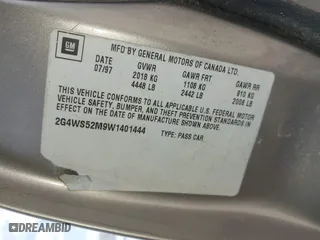 GM
MFD BY GENERAL MOTORS OF CANADA LTD.
DATE GVWR GAWR FRT GAWR RR
07/97 2018 KG 1108 KG 910 KG
4448 LB 2442 LB 2006 LB
THIS VEHICLE CONFORMS TO ALL APPLICABLE U.S. FEDERAL MOTOR
VEHICLE SAFETY, BUMPER, AND THEFT PREVENTION STANDARDS IN
EFFECT ON THE DATE OF MANUFACTURE SHOWN ABOVE.
2G4WS52M9W1401444 TYPE: PASS CAR
DREAMBID